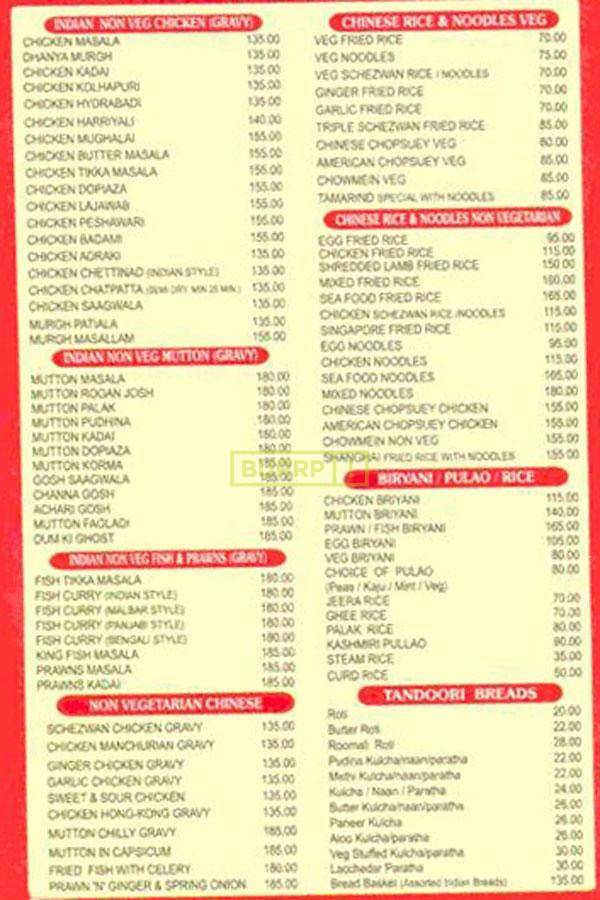 INDIAN NON VEG CHICKEN (GRAVY)
CHICKEN MASALA 135.00
DHANYA MURGH 135.00
CHICKEN KADAI 135.00
CHICKEN KOLHAPURI 135.00
CHICKEN HYDRABADI 135.00
CHICKEN HARRIYALI 140.00
CHICKEN MUGHALAI 155.00
CHICKEN BUTTER MASALA 155.00
CHICKEN TIKKA MASALA 155.00
CHICKEN DOPIAZA 155.00
CHICKEN LAJAWAB 155.00
CHICKEN PESHAWARI 155.00
CHICKEN BADAMI 155.00
CHICKEN ADRAKI 135.00
CHICKEN CHETTINAD (INDIAN STYLE) 135.00
CHICKEN CHATPATTA (SEMI DRY, MIN 25 MIN.) 135.00
CHICKEN SAAGWALA 135.00
MURGH PATIALA 135.00
MURGH MASALLAM 155.00
INDIAN NON VEG MUTTON (GRAVY)
MUTTON MASALA 180.00
MUTTON ROGAN JOSH 180.00
MUTTON PALAK 180.00
MUTTON PUDHINA 180.00
MUTTON KADAI 180.00
MUTTON DOPIAZA 180.00
MUTTON KORMA 185.00
GOSH SAAGWALA 185.00
CHANNA GOSH 185.00
ACHARI GOSH 185.00
MUTTON FAOLADI 185.00
DUM KI GHOST 185.00
INDIAN NON VEG FISH & PRAWNS (GRAVY)
FISH TIKKA MASALA 180.00
FISH CURRY (INDIAN STYLE) 180.00
FISH CURRY (MALBAR STYLE) 180.00
FISH CURRY (PANJABI STYLE) 180.00
FISH CURRY (BENGALI STYLE) 180.00
KING FISH MASALA 185.00
PRAWNS MASALA 185.00
PRAWNS KADAI 185.00
NON VEGETARIAN CHINESE
SCHEZWAN CHICKEN GRAVY 135.00
CHICKEN MANCHURIAN GRAVY 135.00
GINGER CHICKEN GRAVY 135.00
GARLIC CHICKEN GRAVY 135.00
SWEET & SOUR CHICKEN 135.00
CHICKEN HONG-KONG GRAVY 135.00
MUTTON CHILLY GRAVY 185.00
MUTTON IN CAPSICUM 185.00
FRIED FISH WITH CELERY 180.00
PRAWN 'N' GINGER & SPRING ONION 185.00
CHINESE RICE & NOODLES VEG
VEG FRIED RICE 70.00
VEG NOODLES 75.00
VEG SCHEZWAN RICE / NOODLES 70.00
GINGER FRIED RICE 70.00
GARLIC FRIED RICE 70.00
TRIPLE SCHEZWAN FRIED RICE 85.00
CHINESE CHOPSUEY VEG 80.00
AMERICAN CHOPSUEY VEG 85.00
CHOWMEIN VEG 85.00
TAMARIND SPECIAL WITH NOODLES 85.00
CHINESE RICE & NOODLES NON VEGETARIAN
EGG FRIED RICE 95.00
CHICKEN FRIED RICE 115.00
SHREDDED LAMB FRIED RICE 150.00
MIXED FRIED RICE 160.00
SEA FOOD FRIED RICE 165.00
CHICKEN SCHEZWAN RICE /NOODLES 115.00
SINGAPORE FRIED RICE 115.00
EGG NOODLES 95.00
CHICKEN NOODLES 115.00
SEA FOOD NOODLES 165.00
MIXED NOODLES 180.00
CHINESE CHOPSUEY CHICKEN 155.00
AMERICAN CHOPSUEY CHICKEN 155.00
CHOWMEIN NON VEG 155.00
SHANGHAI FRIED RICE WITH NOODLES 155.00
BIRYANI / PULAO / RICE
CHICKEN BRIYANI 115.00
MUTTON BRIYANI 140.00
PRAWN / FISH BIRYANI 165.00
EGG BIRYANI 105.00
VEG BRIYANI 80.00
CHOICE OF PULAO 80.00
(Peas / Kaju / Mint / Veg)
JEERA RICE 70.00
GHEE RICE 70.00
PALAK RICE 80.00
KASHMIRI PULLAO 90.00
STEAM RICE 35.00
CURD RICE 50.00
TANDOORI BREADS
Roti 20.00
Butter Roti 22.00
Roomali Roti 28.00
Pudina Kulcha/naan/paratha 22.00
Methi Kulcha/naan/paratha 22.00
Kulcha / Naan / Paratha 24.00
Butter Kulcha/naan/paratha 26.00
Paneer Kulcha 26.00
Aloo Kulcha/paratha 26.00
Veg Stuffed Kulcha/paratha 30.00
Lacchedar Paratha 30.00
Bread Basket (Assorted Indian Breads) 135.00